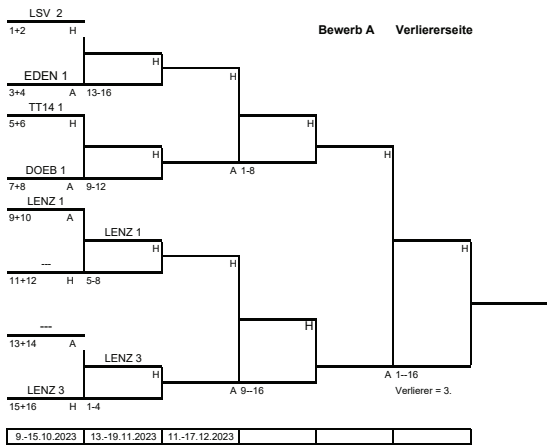 LSV 2
1+2 H
Bewerb A Verliererseite
H
H
EDEN 1
3+4 A 13-16
TT14 1
5+6 H
H
H
H
DOEB 1
A 1-8
7+8 A 9-12
LENZ 1
9+10 A
LENZ 1
H
H
---
H
11+12 H 5-8
---
H
13+14 A
LENZ 3
H
A 1--16
LENZ 3
A 9--16
Verlierer = 3.
15+16 H 1-4
9.-15.10.2023 13.-19.11.2023 11.-17.12.2023